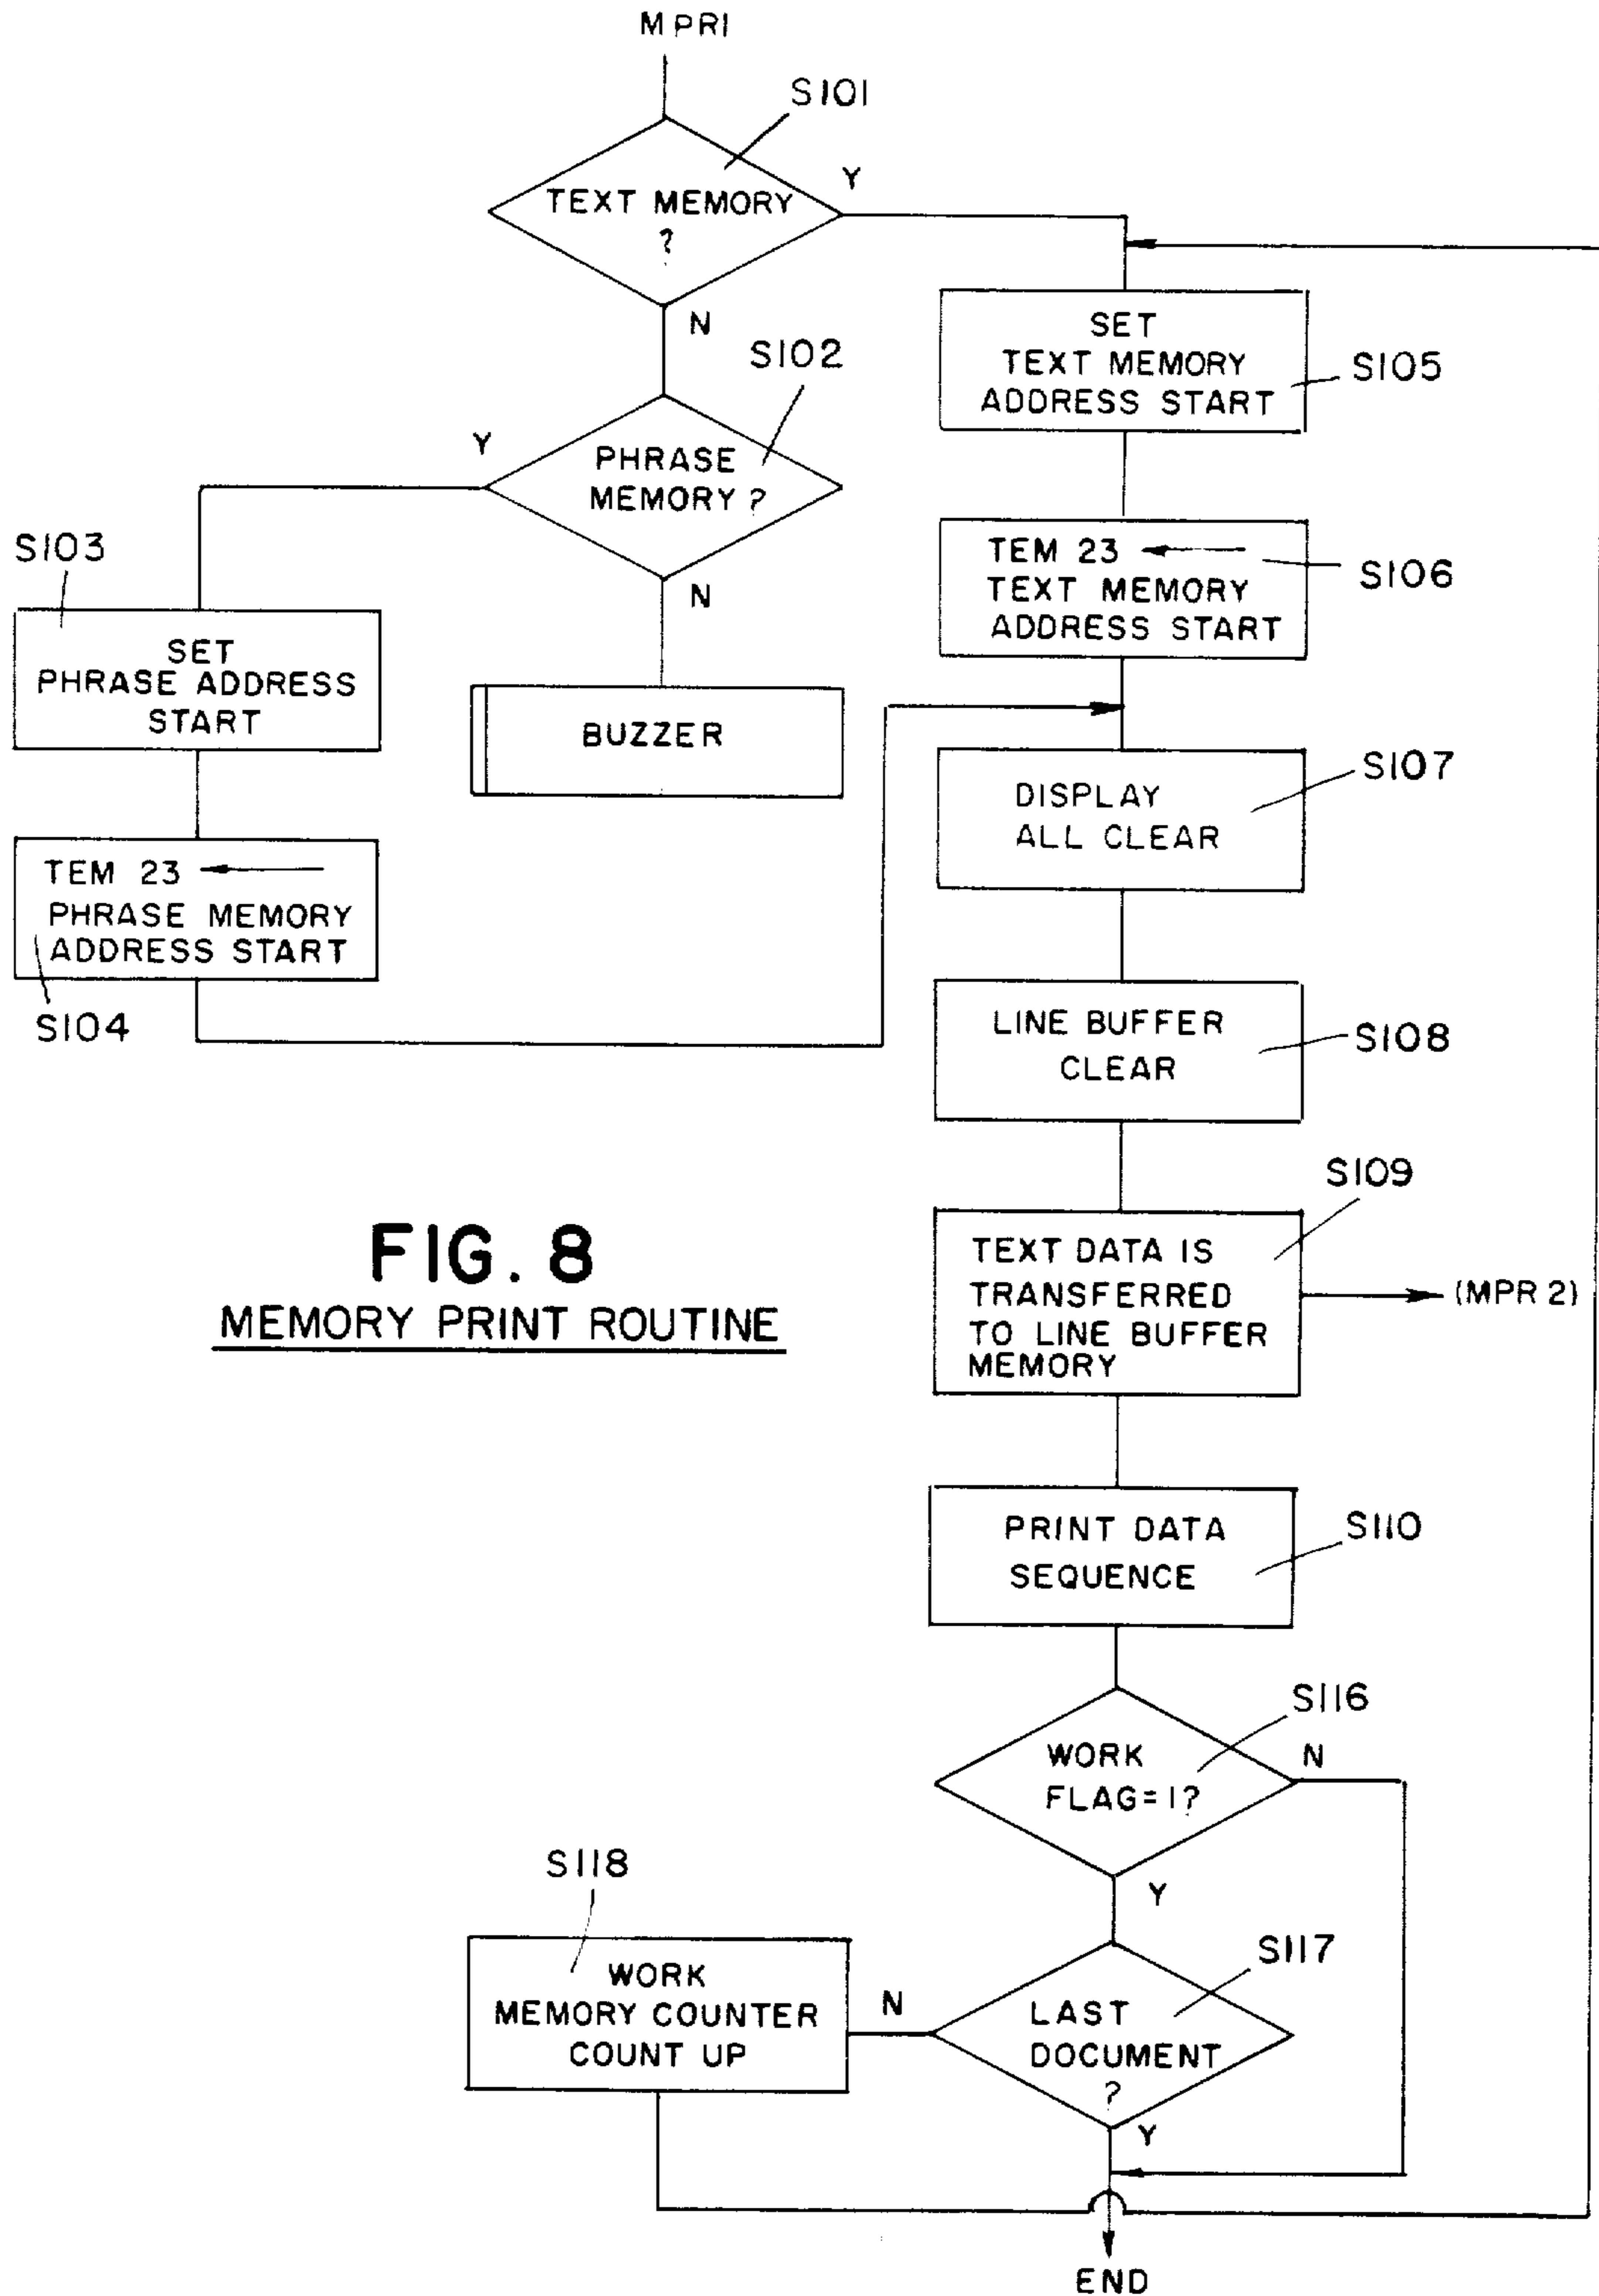 MPR1
S101
TEXT MEMORY
?
Y
N
S102
PHRASE
MEMORY ?
Y
N
S103
SET
PHRASE ADDRESS
START
BUZZER
TEM 23 ←
PHRASE MEMORY
ADDRESS START
S104
SET
TEXT MEMORY
ADDRESS START
S105
TEM 23 ←
TEXT MEMORY
ADDRESS START
S106
DISPLAY
ALL CLEAR
S107
LINE BUFFER
CLEAR
S108
S109
TEXT DATA IS
TRANSFERRED
TO LINE BUFFER
MEMORY
(MPR 2)
FIG. 8
MEMORY PRINT ROUTINE
PRINT DATA
SEQUENCE
S110
S116
WORK
FLAG=1?
N
Y
S117
LAST
DOCUMENT
?
N
Y
S118
WORK
MEMORY COUNTER
COUNT UP
END